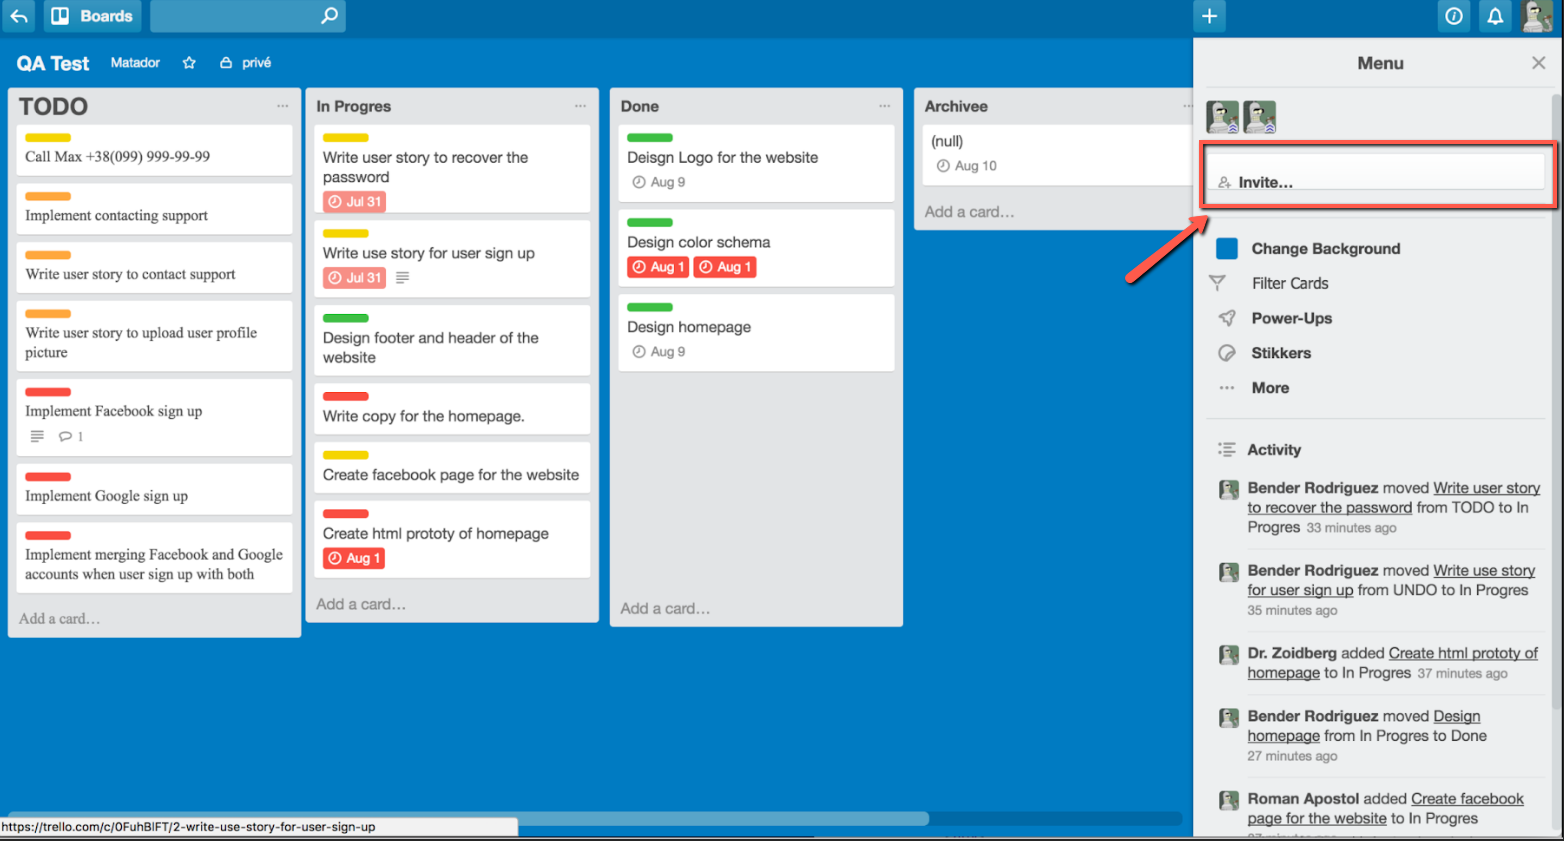 Boards
QA Test Matador privé
TODO
Call Max +38(099) 999-99-99
Implement contacting support
Write user story to contact support
Write user story to upload user profile
picture
Implement Facebook sign up
1
Implement Google sign up
Implement merging Facebook and Google
accounts when user sign up with both
Add a card…
In Progres
Write user story to recover the
password
Jul 31
Write use story for user sign up
Jul 31
Design footer and header of the
website
Write copy for the homepage.
Create facebook page for the website
Create html prototy of homepage
Aug 1
Add a card…
Done
Deisgn Logo for the website
Aug 9
Design color schema
Aug 1 Aug 1
Design homepage
Aug 9
Add a card…
Archivee
(null)
Aug 10
Add a card…
Menu
Invite…
Change Background
Filter Cards
Power-Ups
Stikkers
More
Activity
Bender Rodriguez moved Write user story
to recover the password from TODO to In
Progres 33 minutes ago
Bender Rodriguez moved Write use story
for user sign up from UNDO to In Progres
35 minutes ago
Dr. Zoidberg added Create html prototy of
homepage to In Progres 37 minutes ago
Bender Rodriguez moved Design
homepage from In Progres to Done
27 minutes ago
Roman Apostol added Create facebook
page for the website to In Progres
https://trello.com/c/0FuhBlFT/2-write-use-story-for-user-sign-up